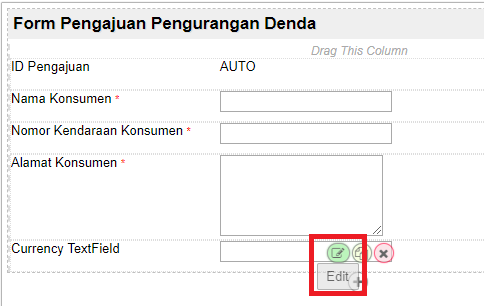 Form Pengajuan Pengurangan Denda
Drag This Column
ID Pengajuan AUTO
Nama Konsumen *
Nomor Kendaraan Konsumen *
Alamat Konsumen *
Currency TextField
Edit